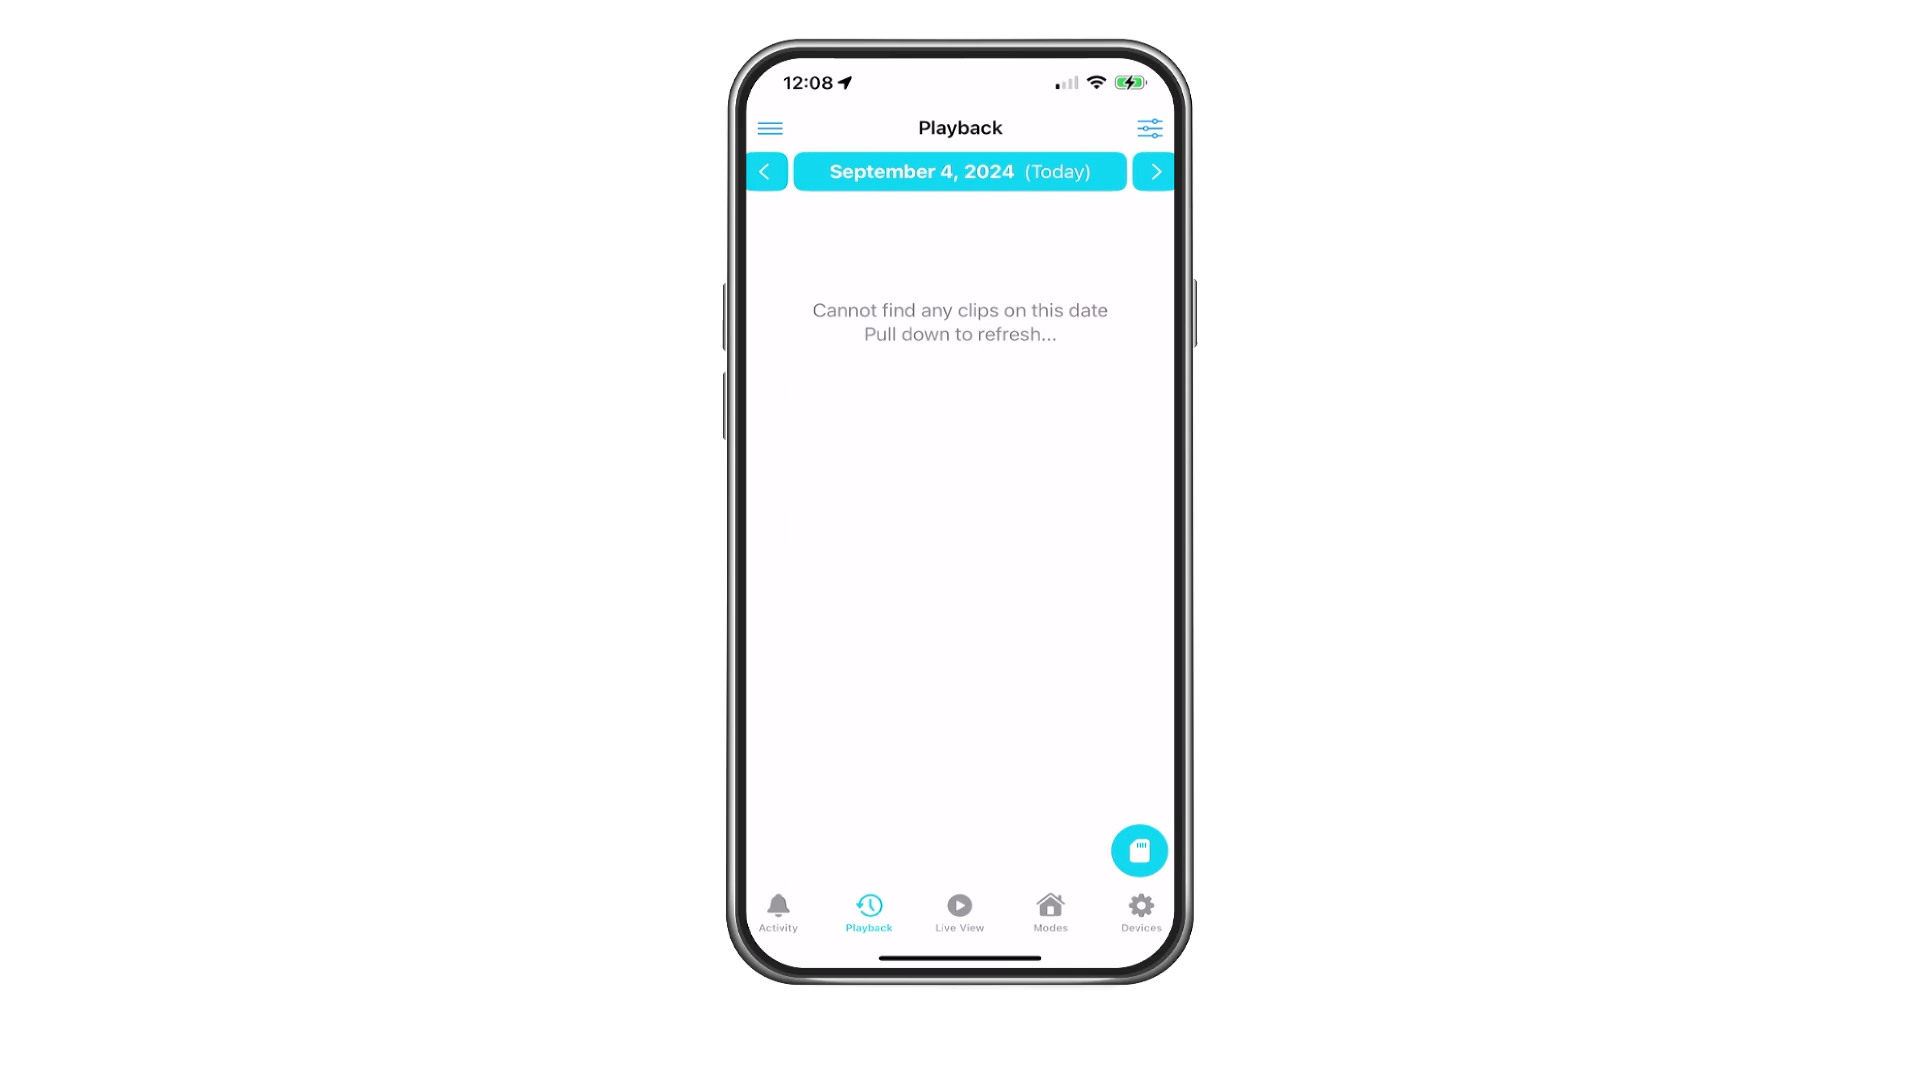 12:08
Playback
September 4, 2024 (Today)
Cannot find any clips on this date
Pull down to refresh...
Activity Playback Live View Modes Devices